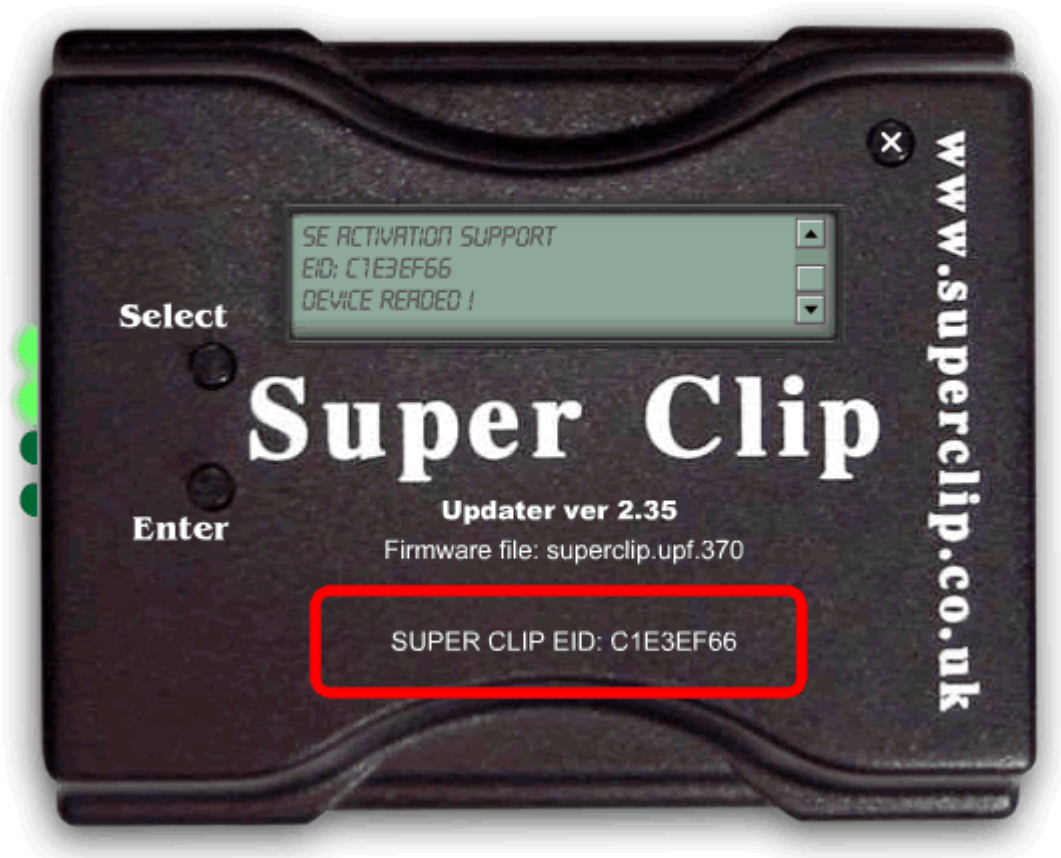 SE ACTIVATION SUPPORT
EID: C1E3EF66
DEVICE READED !
Select
Super Clip
Enter
Updater ver 2.35
Firmware file: superclip.upf.370
SUPER CLIP EID: C1E3EF66
www.superclip.co.uk